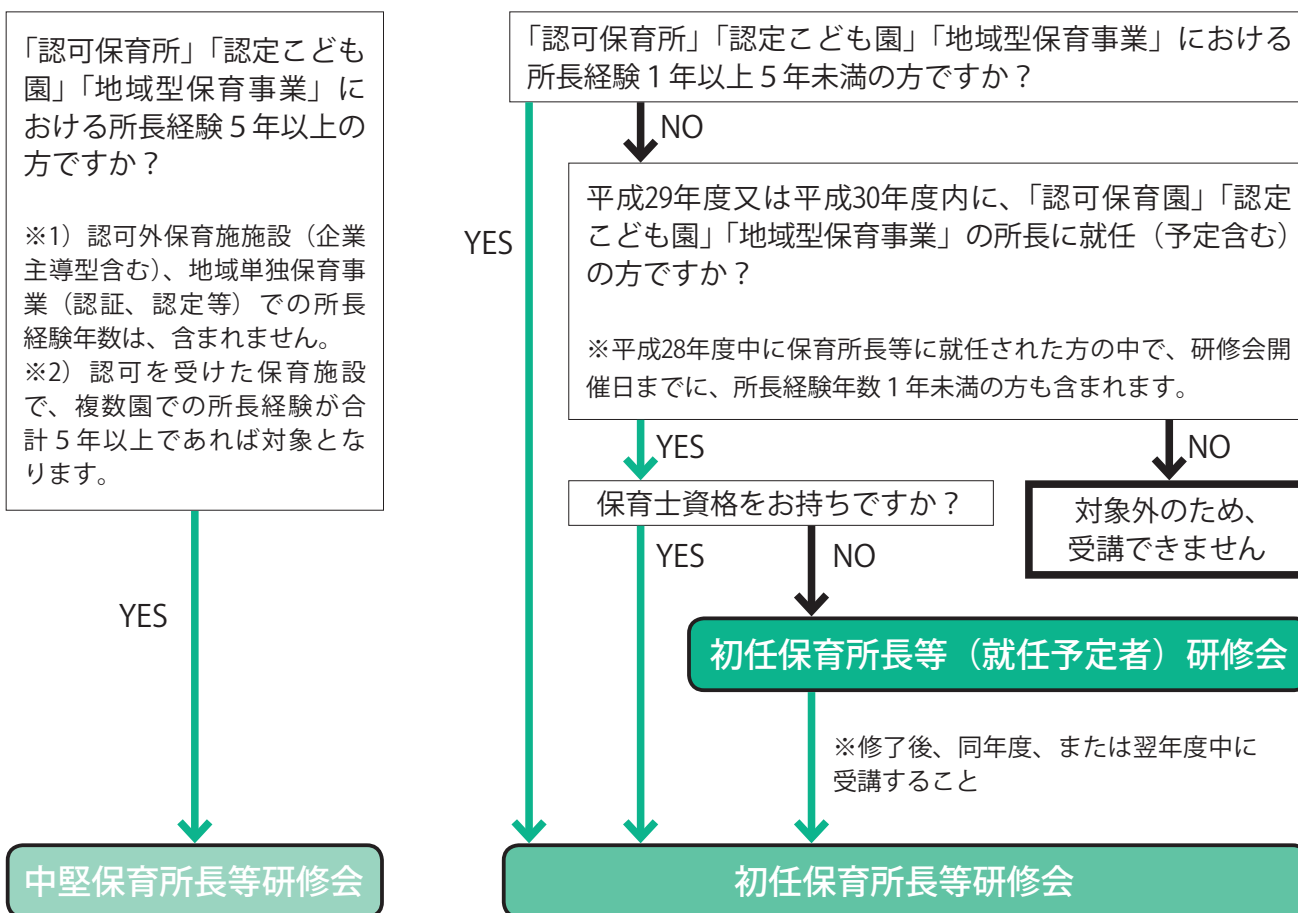 「認可保育所」「認定こども
園」「地域型保育事業」に
おける所長経験5年以上の
方ですか？
※1）認可外保育施施設（企業
主導型含む）、地域単独保育事
業（認証、認定等）での所長
経験年数は、含まれません。
※2）認可を受けた保育施設
で、複数園での所長経験が合
計5年以上であれば対象とな
ります。
YES
中堅保育所長等研修会
「認可保育所」「認定こども園」「地域型保育事業」における
所長経験1年以上5年未満の方ですか？
NO
YES
平成29年度又は平成30年度内に、「認可保育園」「認定
こども園」「地域型保育事業」の所長に就任（予定含む）
の方ですか？
※平成28年度中に保育所長等に就任された方の中で、研修会開
催日までに、所長経験年数1年未満の方も含まれます。
YES
NO
保育士資格をお持ちですか？
対象外のため、
受講できません
YES
NO
初任保育所長等（就任予定者）研修会
※修了後、同年度、または翌年度中に
受講すること
初任保育所長等研修会